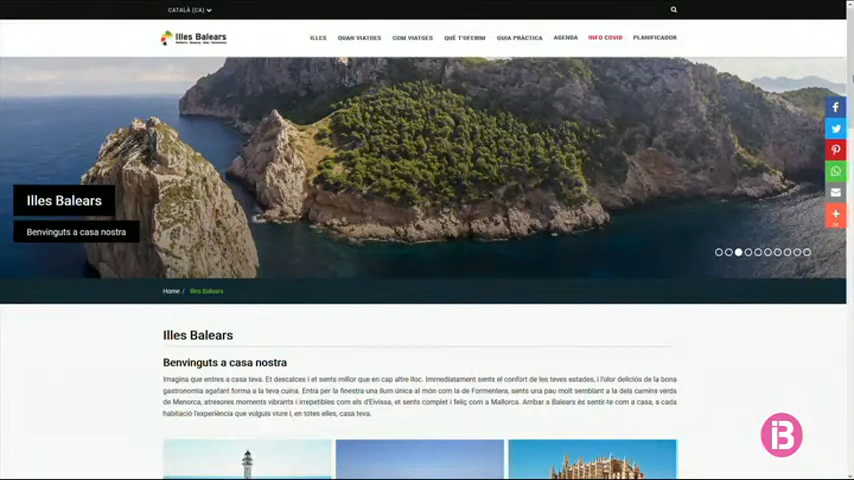 CATALÀ (CA)
Illes Balears
ILLES QUAN VIATGES COM VIATGES QUÈ T'OFERIM GUIA PRÀCTICA AGENDA INFO COVID PLANIFICADOR
Illes Balears
Benvinguts a casa nostra
Home / Illes Balears
Illes Balears
Benvinguts a casa nostra
Imagina que entres a casa teva. Et descalces i et sents millor que en cap altre lloc. Immediatament sents el confort de les teves estades, i l'olor deliciós de la bona
gastronomia agafant forma a la teva cuina. Entra per la finestra una llum única al món com la de Formentera, sents una pau molt semblant a la dels camins verds
de Menorca, atresores moments vibrants i irrepetibles com els d'Eivissa, et sents complet i feliç com a Mallorca. Arribar a Balears és sentir-te com a casa, a cada
habitació l'experiència que vulguis viure i, en totes elles, casa teva.